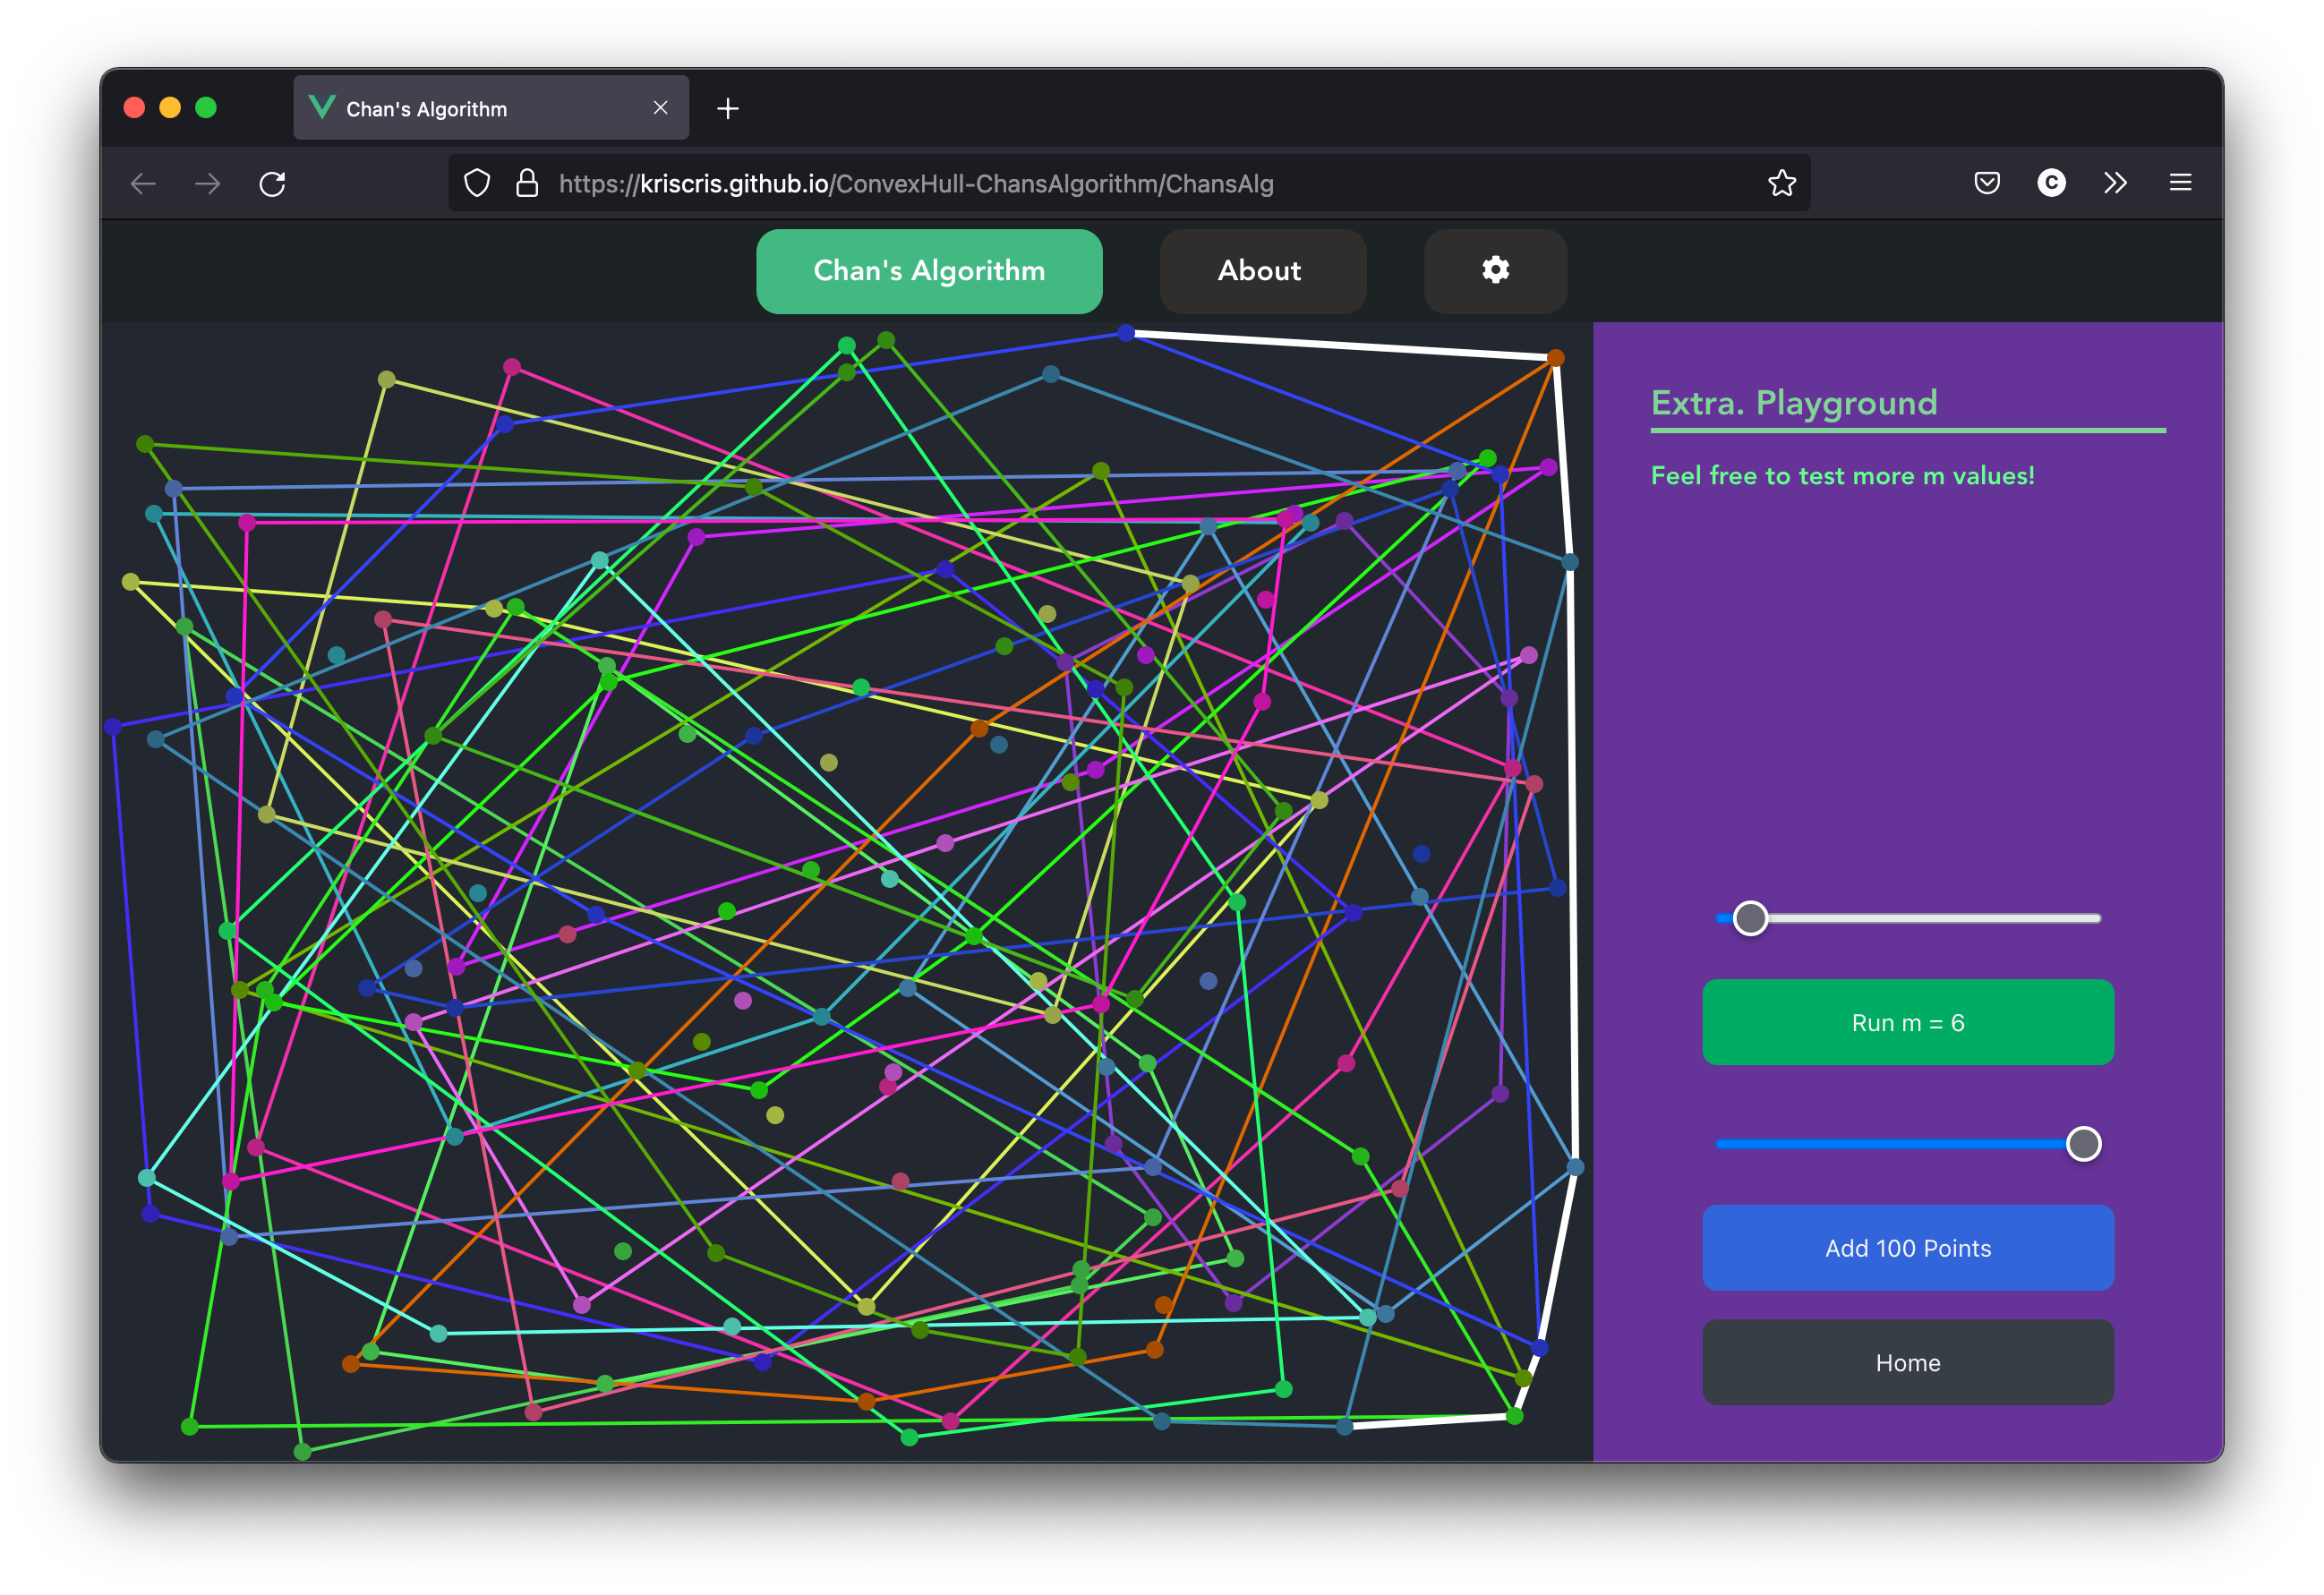 Chan's Algorithm
https://kriscris.github.io/ConvexHull-ChansAlgorithm/ChansAlg
C
Chan's Algorithm
About
Extra. Playground
Feel free to test more m values!
Run m = 6
Add 100 Points
Home